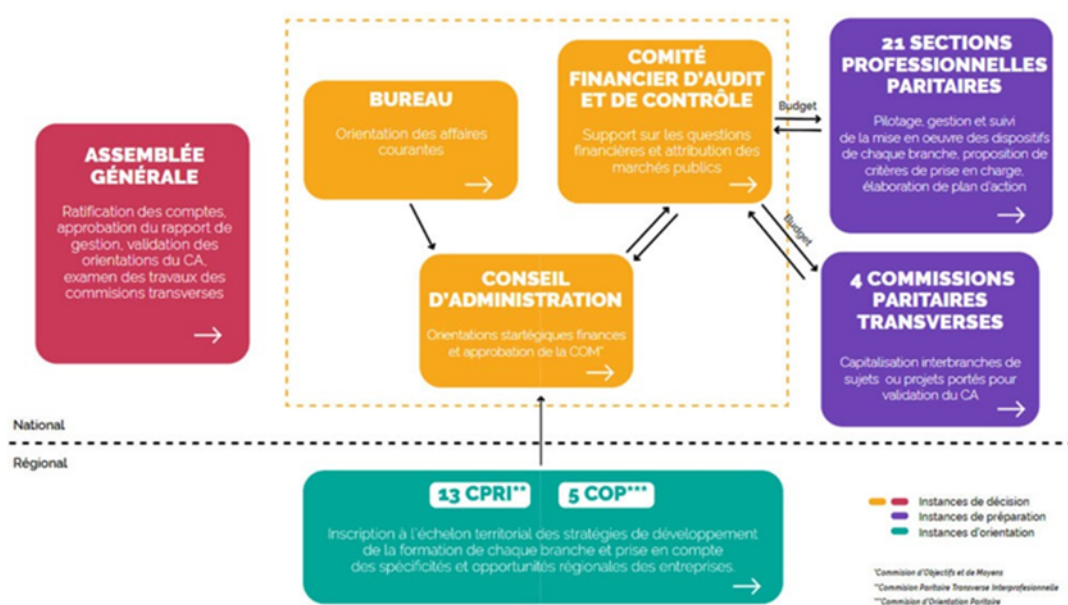 ASSEMBLÉE
GÉNÉRALE
Ratification des comptes,
approbation du rapport de
gestion, validation des
orientations du CA,
examen des travaux des
commisions transverses
BUREAU
Orientation des affaires
courantes
COMITÉ
FINANCIER D'AUDIT
ET DE CONTRÔLE
Support sur les questions
financières et attribution des
marchés publics
Budget
21 SECTIONS
PROFESSIONNELLES
PARITAIRES
Pilotage, gestion et suivi
de la mise en oeuvre des dispositifs
de chaque branche, proposition de
critères de prise en charge,
élaboration de plan d'action
CONSEIL
D'ADMINISTRATION
Orientations startégiques finances
et approbation de la COM*
Budget
4 COMMISSIONS
PARITAIRES
TRANSVERSES
Capitalisation interbranches de
sujets ou projets portés pour
validation du CA
National
Régional
13 CPRI** 5 COP***
Inscription à l'échelon territorial des stratégies de développement
de la formation de chaque branche et prise en compte
des spécificités et opportunités régionales des entreprises.
Instances de décision
Instances de préparation
Instances d'orientation
*Commision d'Objectifs et de Moyens
**Commision Paritaire Transverse Interprofesionnelle
***Commision d'Orientation Paritaire